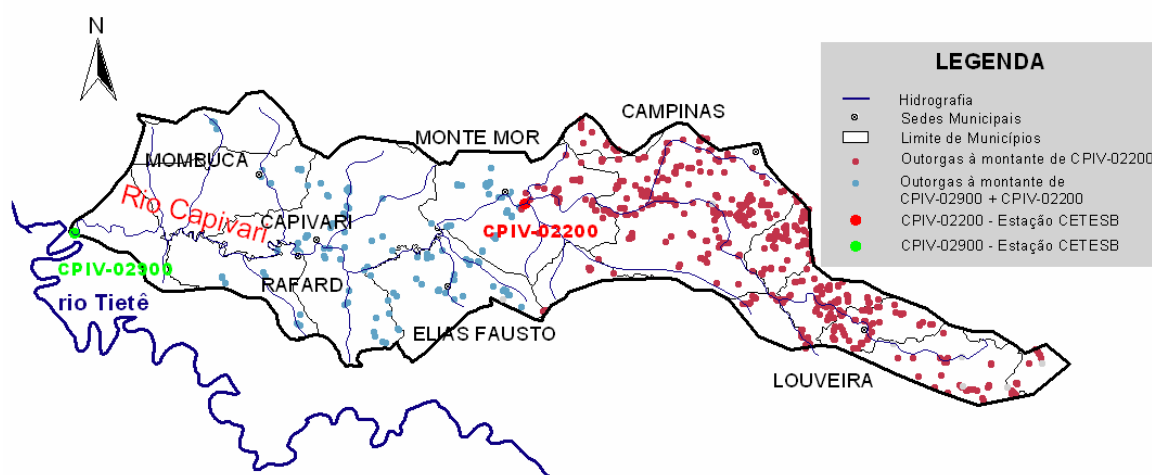 N
CAMPINAS
MONTE MOR
MOMBUCA
Rio Capivari
CAPIVARI
CPIV-02200
CPIV-02900
RAFARD
rio Tietê
ELIAS FAUSTO
LOUVEIRA
LEGENDA
Hidrografia
Sedes Municipais
Limite de Municípios
Outorgas à montante de CPIV-02200
Outorgas à montante de
CPIV-02900 + CPIV-02200
CPIV-02200 - Estação CETESB
CPIV-02900 - Estação CETESB